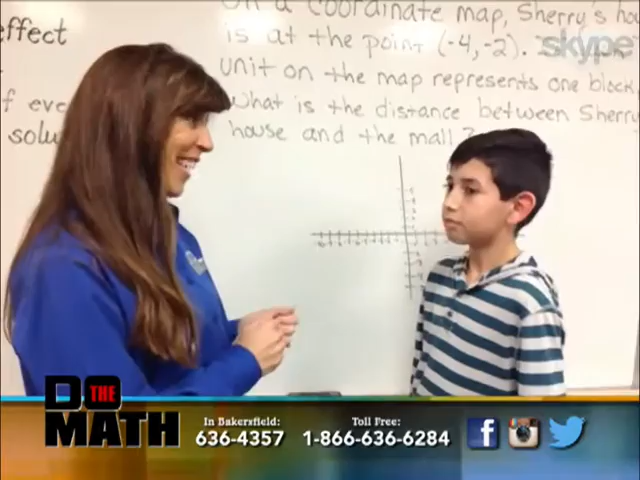 On a coordinate map, Sherry's
effect
is at the point (-4,-2).
skype
unit on the map represents one block.
What is the distance between Sherry
house and the mall?
DO THE MATH
In Bakersfield:
636-4357
Toll Free:
1-866-636-6284
f